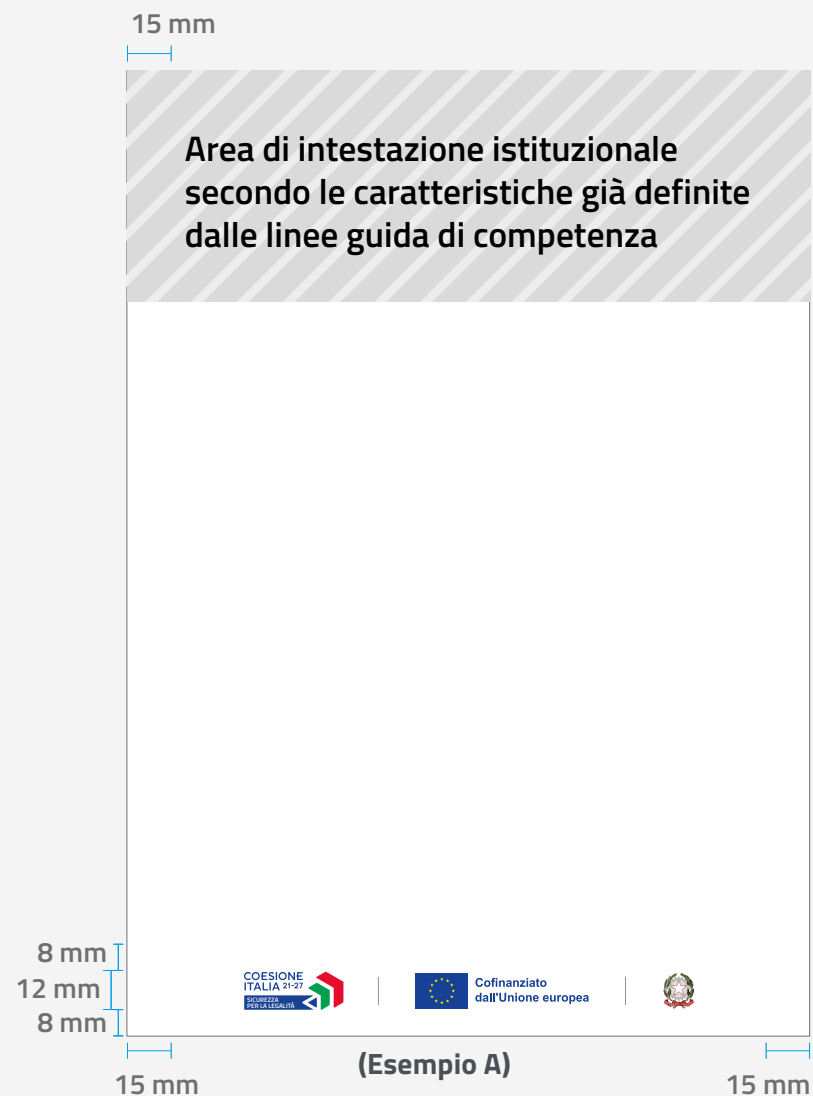 15 mm
Area di intestazione istituzionale
secondo le caratteristiche già definite
dalle linee guida di competenza
8 mm
12 mm
8 mm
COESIONE
ITALIA 21-27
SICUREZZA
PER LA LEGALITÀ
Cofinanziato
dall'Unione europea
(Esempio A)
15 mm
15 mm